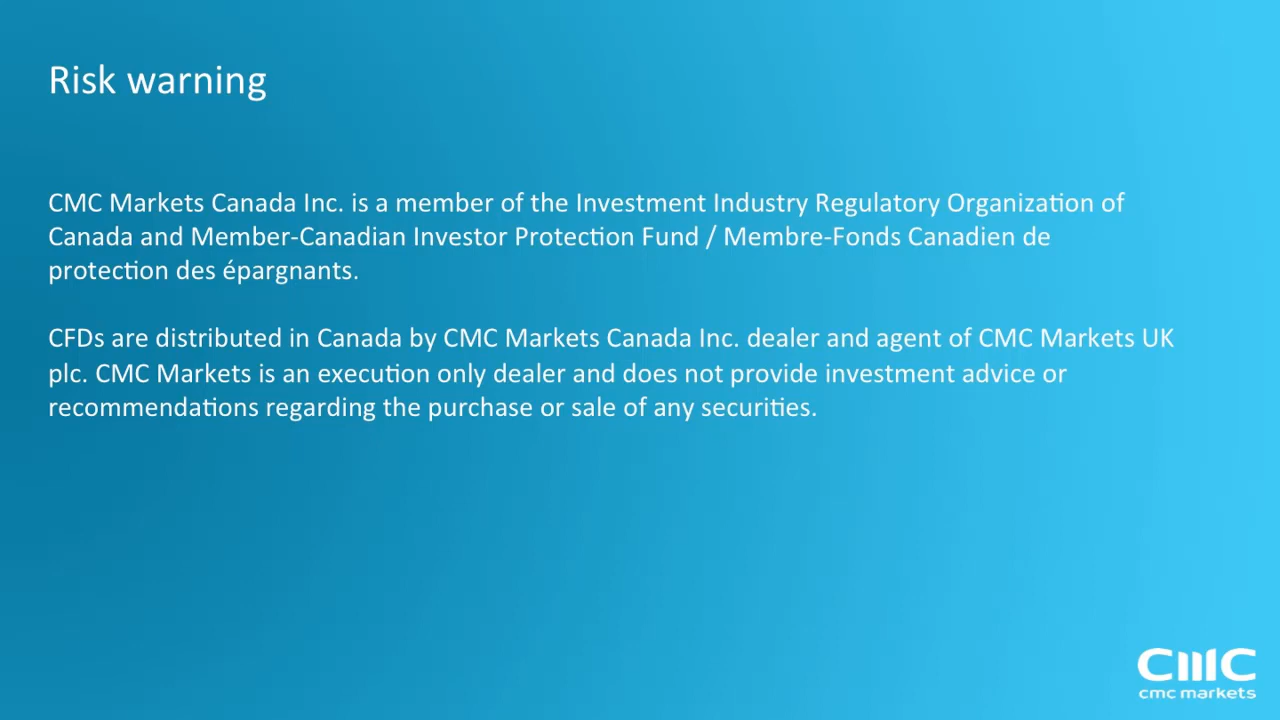 Risk warning
CMC Markets Canada Inc. is a member of the Investment Industry Regulatory Organization of
Canada and Member-Canadian Investor Protection Fund / Membre-Fonds Canadien de
protection des épargnants.
CFDs are distributed in Canada by CMC Markets Canada Inc. dealer and agent of CMC Markets UK
plc. CMC Markets is an execution only dealer and does not provide investment advice or
recommendations regarding the purchase or sale of any securities.
CMC
cmc markets